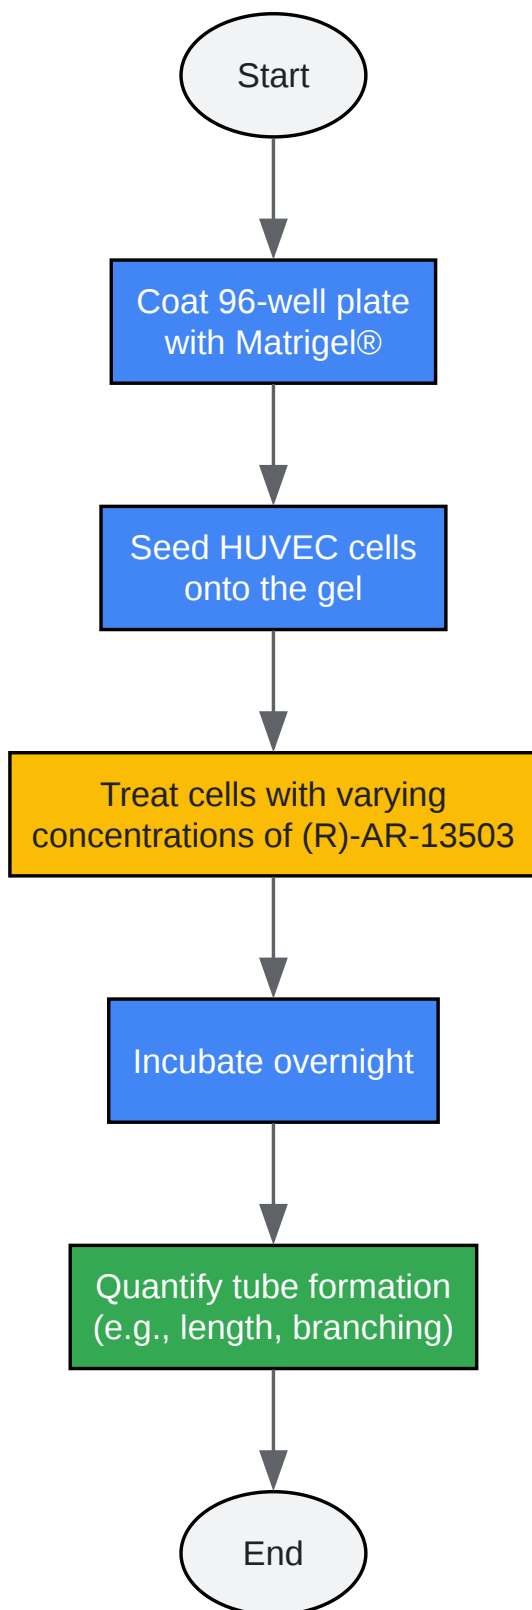 Start
Coat 96-well plate
with Matrigel®
Seed HUVEC cells
onto the gel
Treat cells with varying
concentrations of (R)-AR-13503
Incubate overnight
Quantify tube formation
(e.g., length, branching)
End